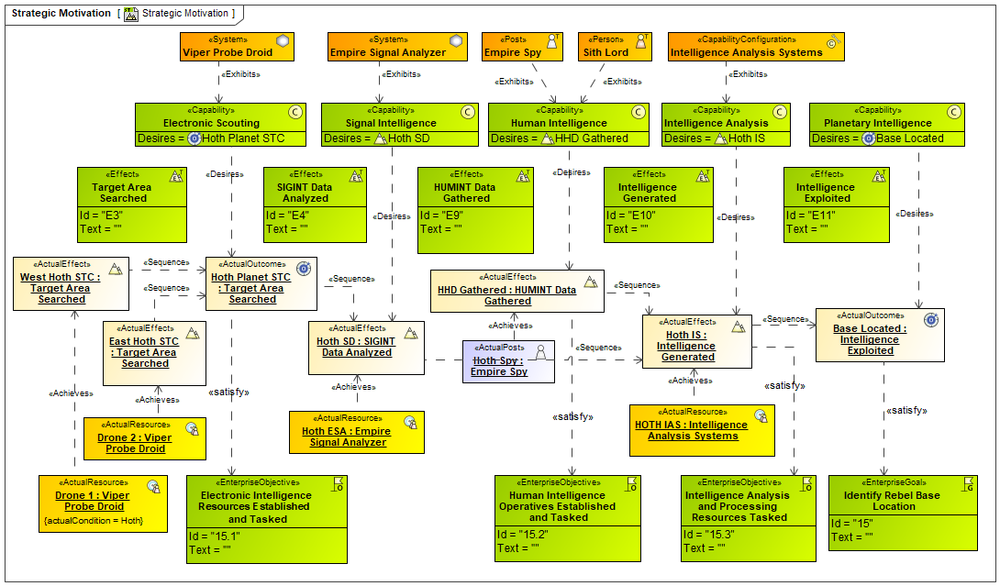 Strategic Motivation [ Strategic Motivation ]
«System»
Viper Probe Droid
«System»
Empire Signal Analyzer
«Post»
Empire Spy
«Person»
Sith Lord
«CapabilityConfiguration»
Intelligence Analysis Systems
«Exhibits»
«Exhibits»
«Exhibits»
«Exhibits»
«Exhibits»
«Capability»
Electronic Scouting
Desires = Hoth Planet STC
«Capability»
Signal Intelligence
Desires = Hoth SD
«Capability»
Human Intelligence
Desires = HHD Gathered
«Capability»
Intelligence Analysis
Desires = Hoth IS
«Capability»
Planetary Intelligence
Desires = Base Located
«Effect»
Target Area
Searched
Id = "E3"
Text = ""
«Desires»
«Effect»
SIGINT Data
Analyzed
Id = "E4"
Text = ""
«Desires»
«Effect»
HUMINT Data
Gathered
Id = "E9"
Text = ""
«Desires»
«Effect»
Intelligence
Generated
Id = "E10"
Text = ""
«Desires»
«Effect»
Intelligence
Exploited
Id = "E11"
Text = ""
«Desires»
«ActualEffect»
West Hoth STC :
Target Area
Searched
«Sequence»
«Sequence»
«ActualOutcome»
Hoth Planet STC
: Target Area
Searched
«Sequence»
«ActualEffect»
HHD Gathered : HUMINT Data
Gathered
«Sequence»
«ActualEffect»
East Hoth STC
: Target Area
Searched
«ActualEffect»
Hoth SD : SIGINT
Data Analyzed
«Achieves»
«ActualPost»
Hoth Spy :
Empire Spy
«Sequence»
«ActualEffect»
Hoth IS :
Intelligence
Generated
«Sequence»
«ActualOutcome»
Base Located :
Intelligence
Exploited
«Achieves»
«Achieves»
«satisfy»
«Achieves»
«satisfy»
«Achieves»
«satisfy»
«satisfy»
«ActualResource»
Drone 2 : Viper
Probe Droid
«ActualResource»
Hoth ESA : Empire
Signal Analyzer
«ActualResource»
HOTH IAS : Intelligence
Analysis Systems
«ActualResource»
Drone 1 : Viper
Probe Droid
{actualCondition = Hoth}
«EnterpriseObjective»
Electronic Intelligence
Resources Established
and Tasked
Id = "15.1"
Text = ""
«EnterpriseObjective»
Human Intelligence
Operatives Established
and Tasked
Id = "15.2"
Text = ""
«EnterpriseObjective»
Intelligence Analysis
and Processing
Resources Tasked
Id = "15.3"
Text = ""
«EnterpriseGoal»
Identify Rebel Base
Location
Id = "15"
Text = ""